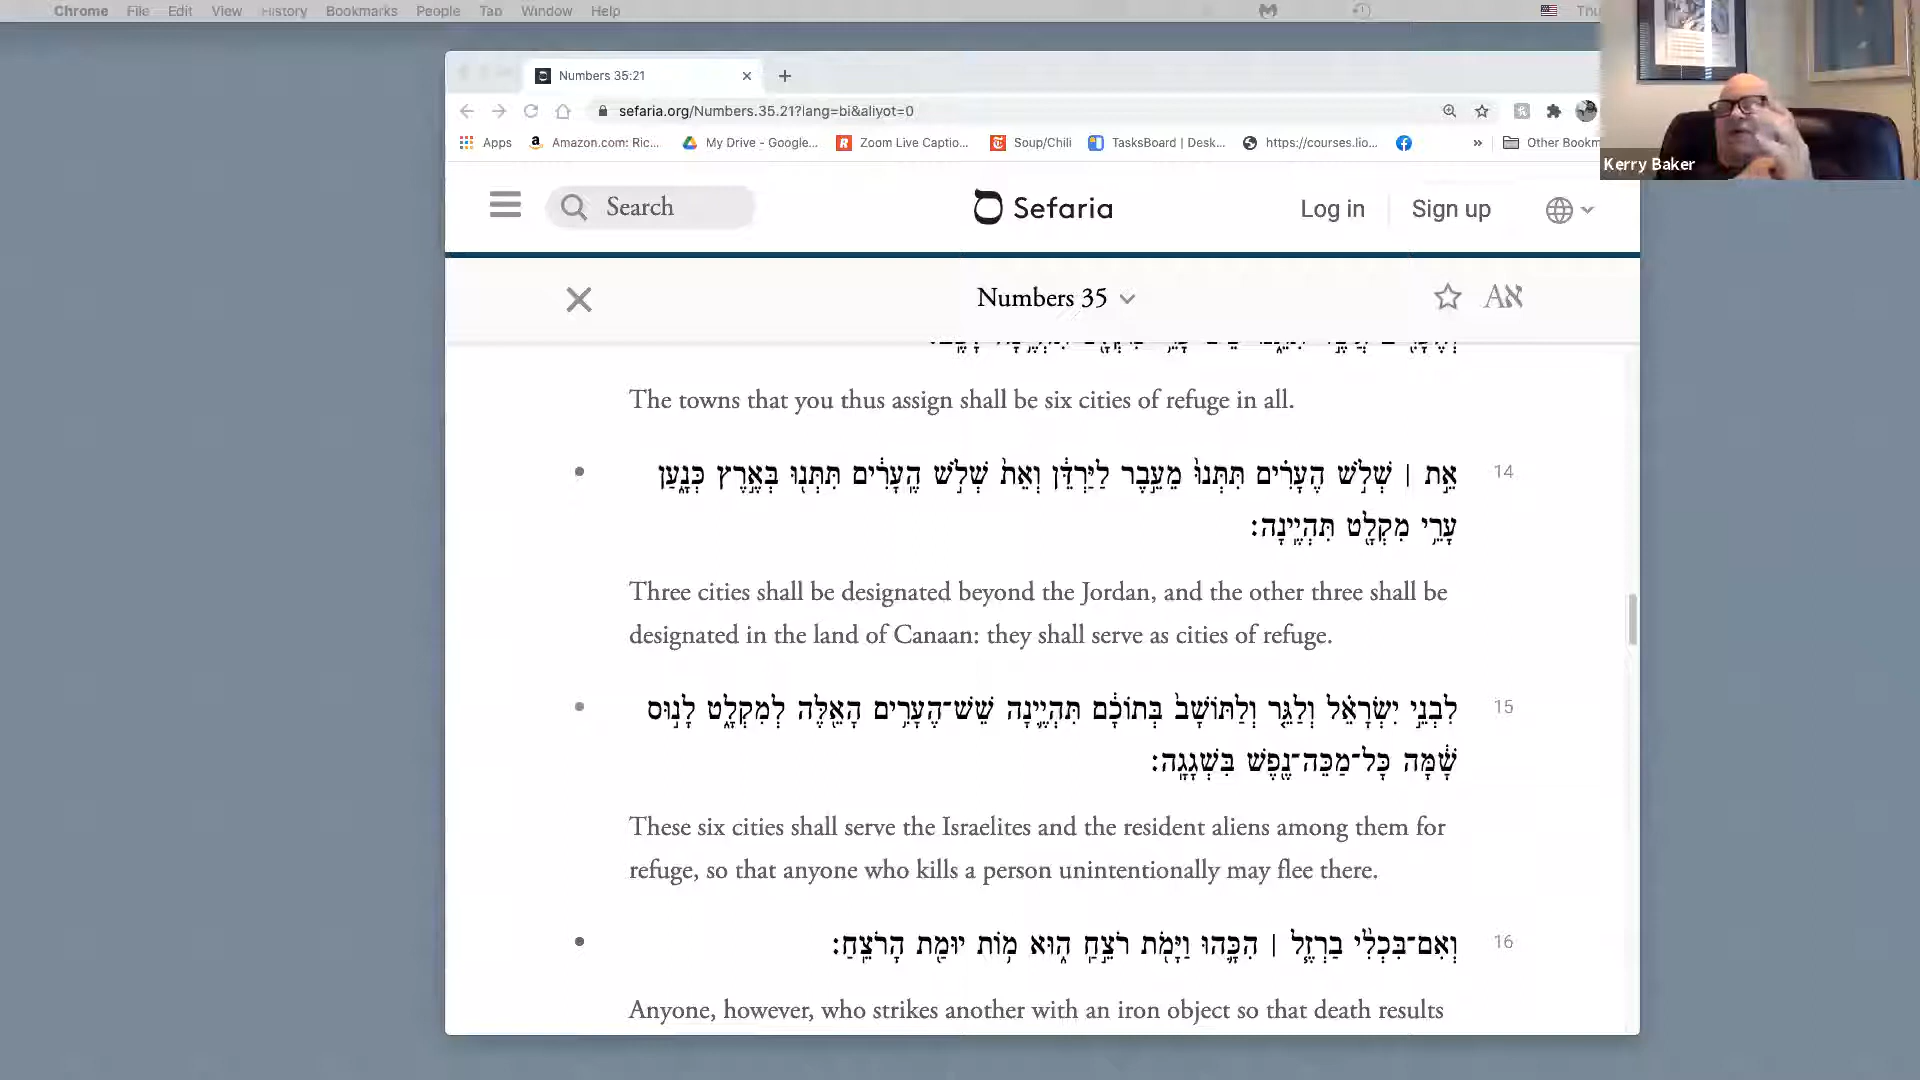 Chrome File Edit View History Bookmarks People Tab Window Help
Numbers 35:21
sefaria.org/Numbers.35.21?lang=bi&aliyot=0
Apps Amazon.com: Ric... My Drive - Google... Zoom Live Captio... Soup/Chili TasksBoard | Desk... https://courses.lio... » Other Bookm
Kerry Baker
Search Sefaria Log in Sign up
Numbers 35
The towns that you thus assign shall be six cities of refuge in all.
אֵ֣ת ׀ שְׁלֹ֣שׁ הֶעָרִ֗ים תִּתְּנוּ֙ מֵעֵ֣בֶר לַיַּרְדֵּ֔ן וְאֵת֙ שְׁלֹ֣שׁ הֶֽעָרִ֔ים תִּתְּנ֖וּ בְּאֶ֣רֶץ כְּנָ֑עַן 14
עָרֵ֥י מִקְלָ֖ט תִּהְיֶֽינָה׃
Three cities shall be designated beyond the Jordan, and the other three shall be
designated in the land of Canaan: they shall serve as cities of refuge.
לִבְנֵ֣י יִשְׂרָאֵ֗ל וְלַגֵּ֤ר וְלַתּוֹשָׁב֙ בְּתוֹכָ֔ם תִּהְיֶ֛ינָה שֵׁשׁ־הֶעָרִ֥ים הָאֵ֖לֶּה לְמִקְלָ֑ט לָנ֣וּס 15
שָׁ֔מָּה כׇּל־מַכֵּה־נֶ֖פֶשׁ בִּשְׁגָגָֽה׃
These six cities shall serve the Israelites and the resident aliens among them for
refuge, so that anyone who kills a person unintentionally may flee there.
וְאִם־בִּכְלִ֨י בַרְזֶ֧ל ׀ הִכָּ֛הוּ וַיָּמֹ֖ת רֹצֵ֣חַֽ ה֑וּא מ֥וֹת יוּמַ֖ת הָרֹצֵֽחַ׃ 16
Anyone, however, who strikes another with an iron object so that death results